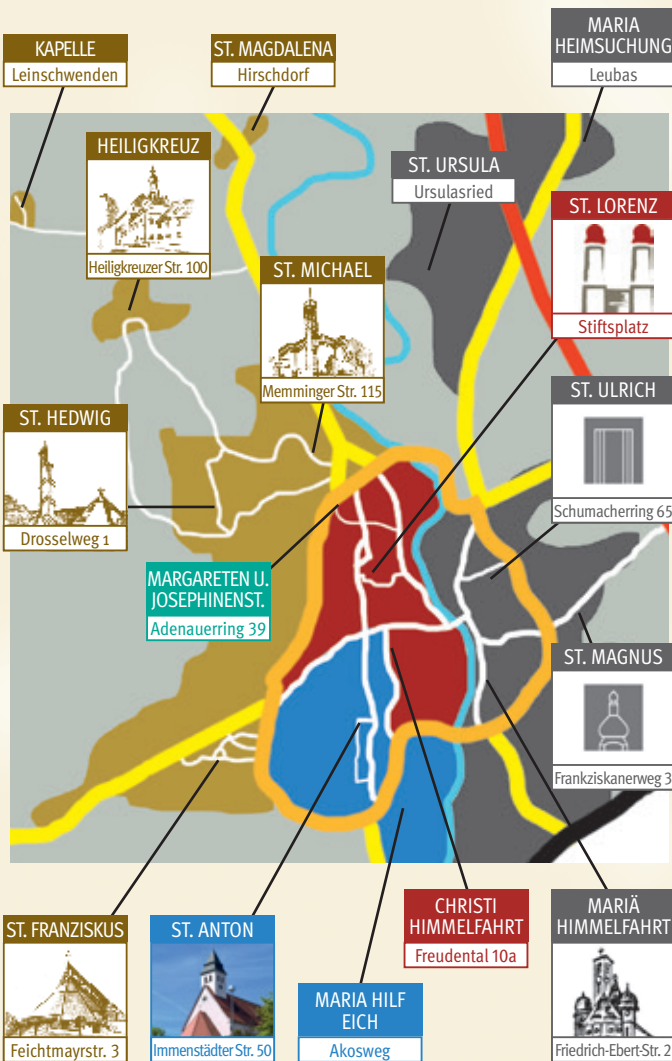 KAPELLE
Leinschwenden
ST. MAGDALENA
Hirschdorf
MARIA
HEIMSUCHUNG
Leubas
HEILIGKREUZ
Heiligkreuzer Str. 100
ST. URSULA
Ursulasried
ST. LORENZ
Stiftsplatz
ST. MICHAEL
Memminger Str. 115
ST. HEDWIG
Drosselweg 1
ST. ULRICH
Schumacherring 65
MARGARETEN U.
JOSEPHINENST.
Adenauerring 39
ST. MAGNUS
Frankziskanerweg 3
ST. FRANZISKUS
Feichtmayrstr. 3
ST. ANTON
Immenstädter Str. 50
MARIA HILF
EICH
Akosweg
CHRISTI
HIMMELFAHRT
Freudental 10a
MARIÄ
HIMMELFAHRT
Friedrich-Ebert-Str. 2